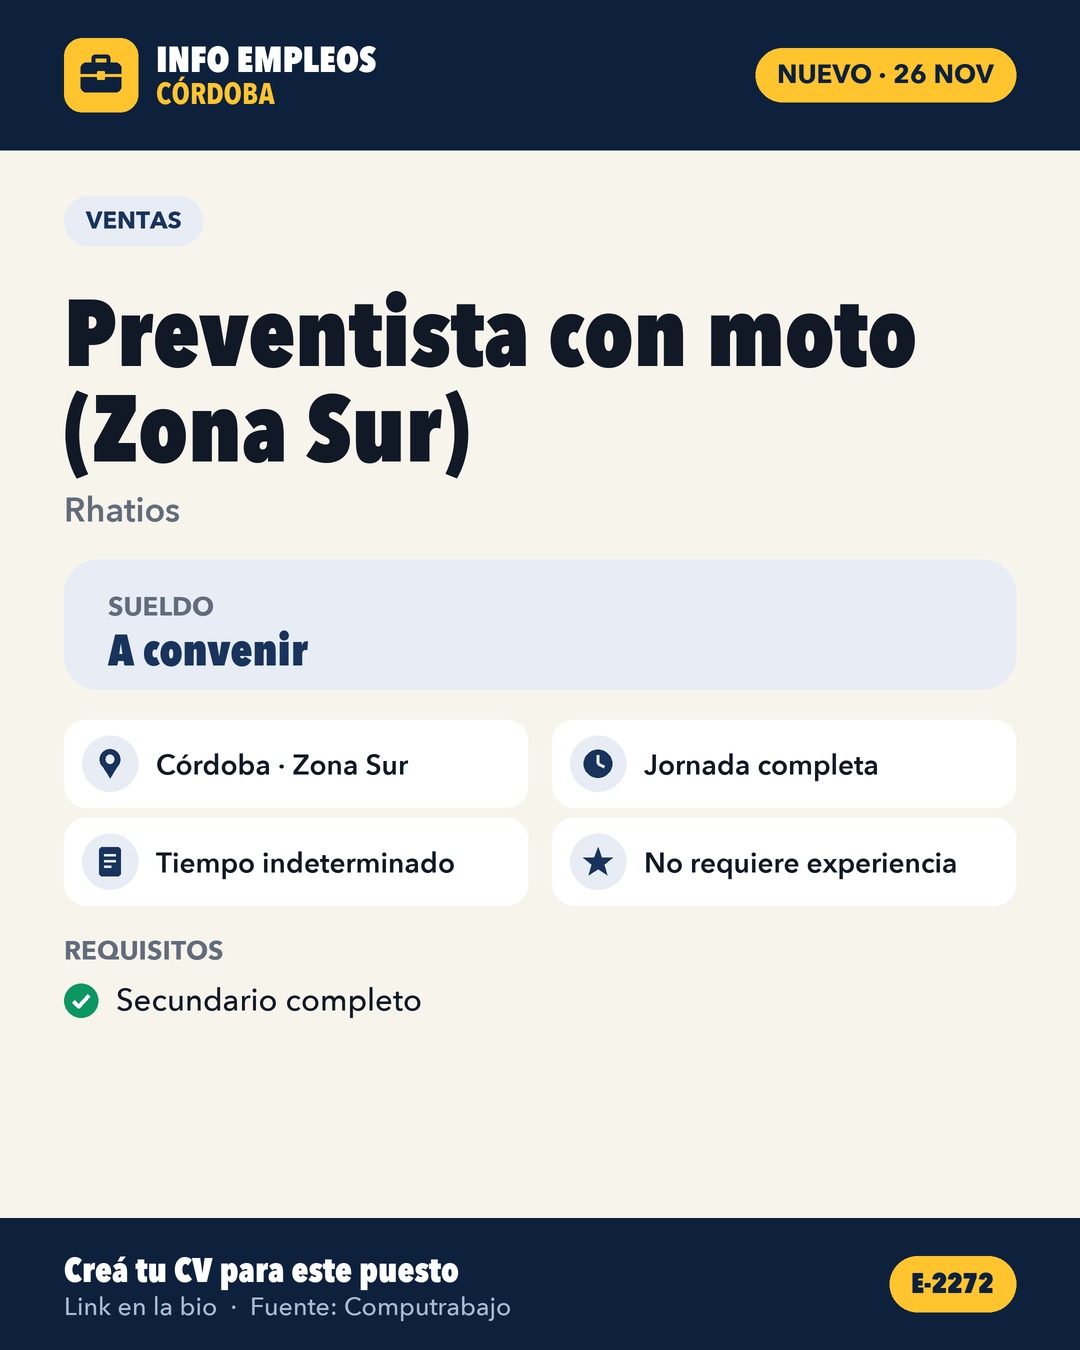 INFO EMPLEOS
CÓRDOBA
NUEVO · 26 NOV
VENTAS
Preventista con moto
(Zona Sur)
Rhatios
SUELDO
A convenir
Córdoba · Zona Sur
Jornada completa
Tiempo indeterminado
No requiere experiencia
REQUISITOS
Secundario completo
Creá tu CV para este puesto
Link en la bio · Fuente: Computrabajo
E-2272